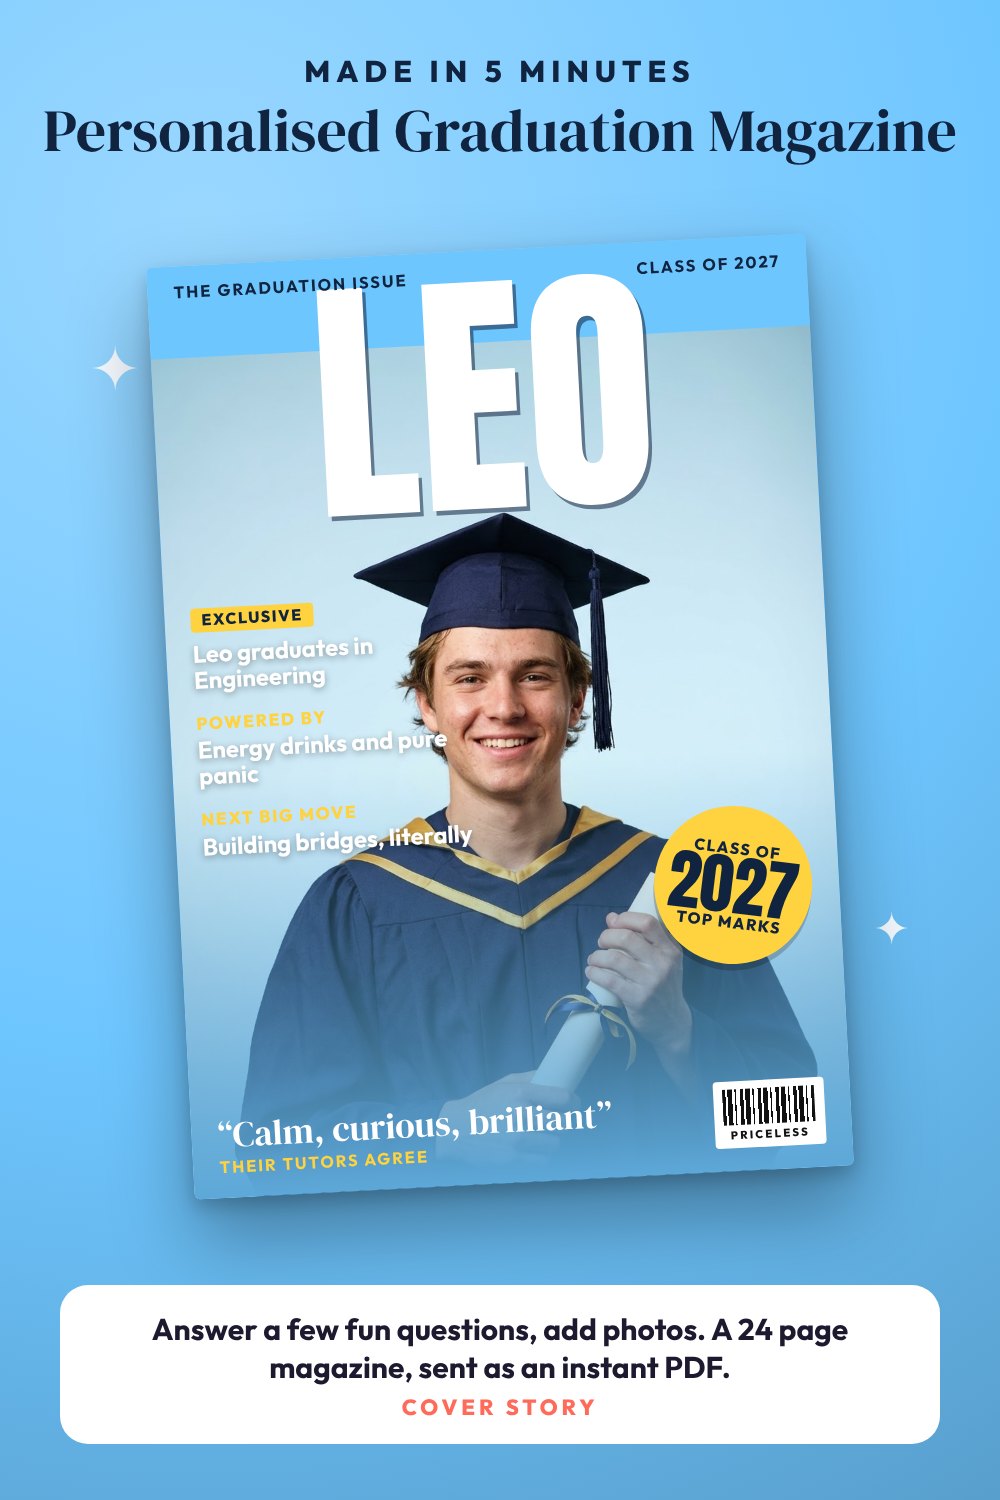 MADE IN 5 MINUTES
Personalised Graduation Magazine
THE GRADUATION ISSUE
CLASS OF 2027
LEO
EXCLUSIVE
Leo graduates in
Engineering
POWERED BY
Energy drinks and pure
panic
NEXT BIG MOVE
Building bridges, literally
CLASS OF
2027
TOP MARKS
“Calm, curious, brilliant”
THEIR TUTORS AGREE
PRICELESS
Answer a few fun questions, add photos. A 24 page
magazine, sent as an instant PDF.
COVER STORY